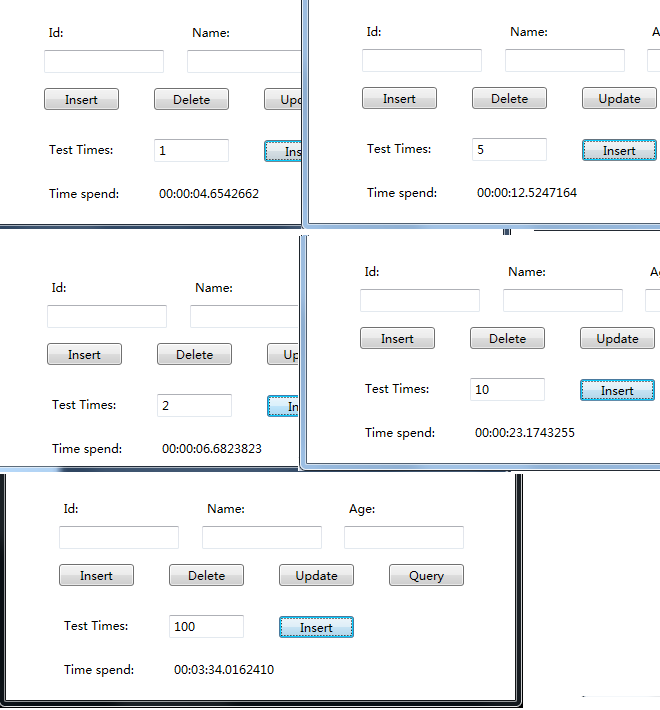 Id: Name:
Insert Delete Upd
Test Times: 1 Ins
Time spend: 00:00:04.6542662
Id: Name: A
Insert Delete Update
Test Times: 5 Insert
Time spend: 00:00:12.5247164
Id: Name:
Insert Delete Up
Test Times: 2 In
Time spend: 00:00:06.6823823
Id: Name: A
Insert Delete Update
Test Times: 10 Insert
Time spend: 00:00:23.1743255
Id: Name: Age:
Insert Delete Update Query
Test Times: 100 Insert
Time spend: 00:03:34.0162410